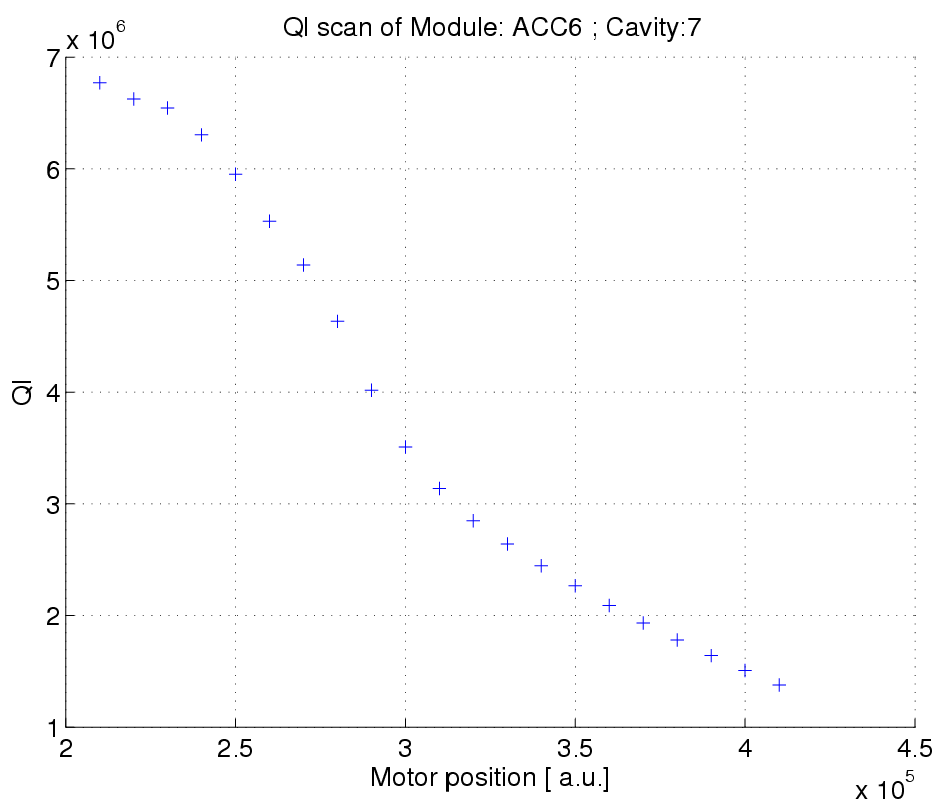 Ql scan of Module: ACC6 ; Cavity:7
x 10^6
7
6
5
4
3
2
1
Ql
2 2.5 3 3.5 4 4.5
Motor position [ a.u.]
x 10^5